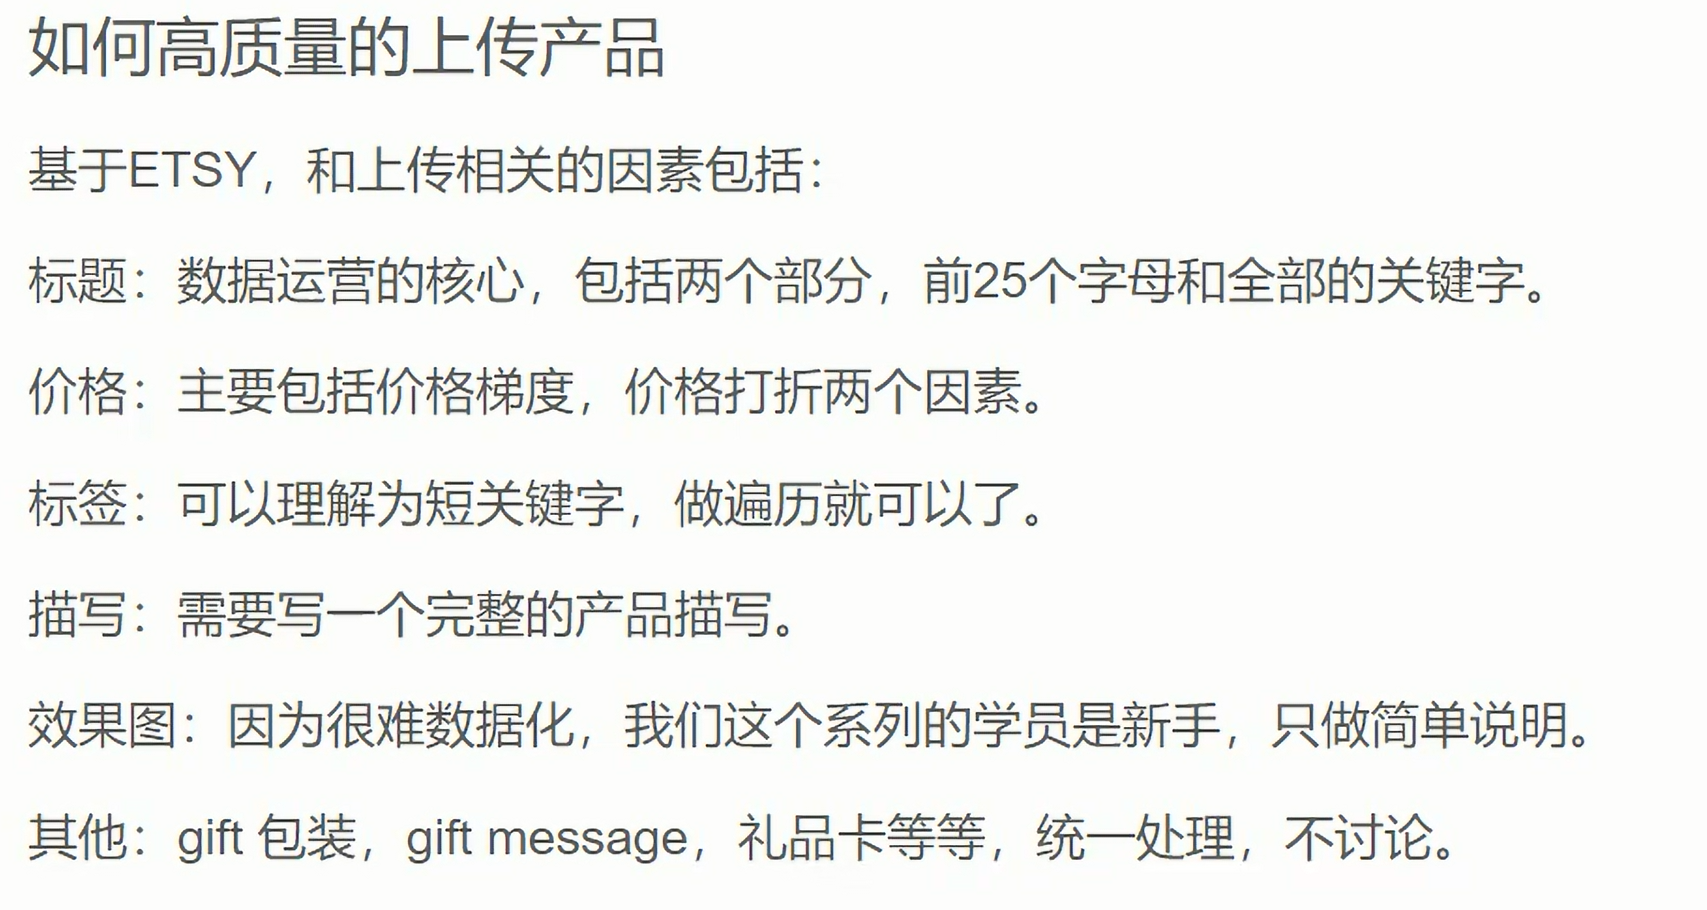 如何高质量的上传产品
基于ETSY，和上传相关的因素包括：
标题：数据运营的核心，包括两个部分，前25个字母和全部的关键字。
价格：主要包括价格梯度，价格打折两个因素。
标签：可以理解为短关键字，做遍历就可以了。
描写：需要写一个完整的产品描写。
效果图：因为很难数据化，我们这个系列的学员是新手，只做简单说明。
其他：gift 包装，gift message，礼品卡等等，统一处理，不讨论。